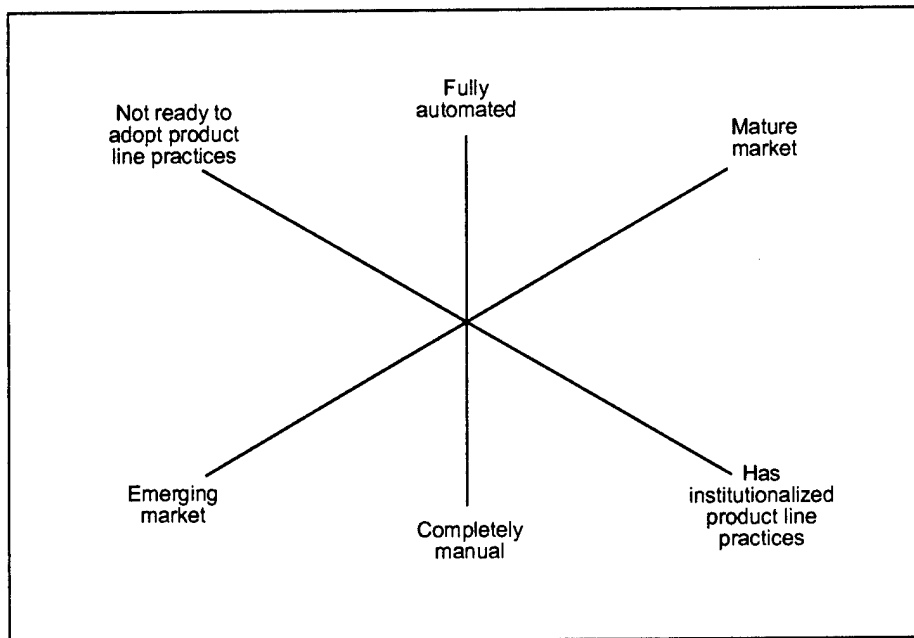 Not ready to
adopt product
line practices
Fully
automated
Mature
market
Emerging
market
Completely
manual
Has
institutionalized
product line
practices